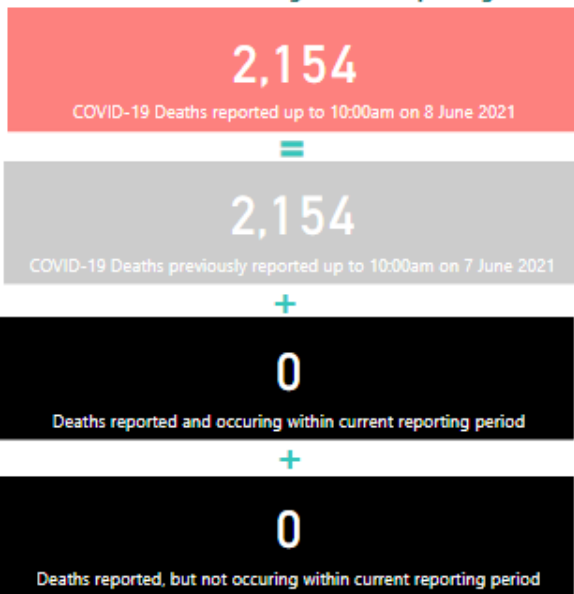 2,154
COVID-19 Deaths reported up to 10:00am on 8 June 2021
=
2,154
COVID-19 Deaths previously reported up to 10:00am on 7 June 2021
+
0
Deaths reported and occuring within current reporting period
+
0
Deaths reported, but not occuring within current reporting period